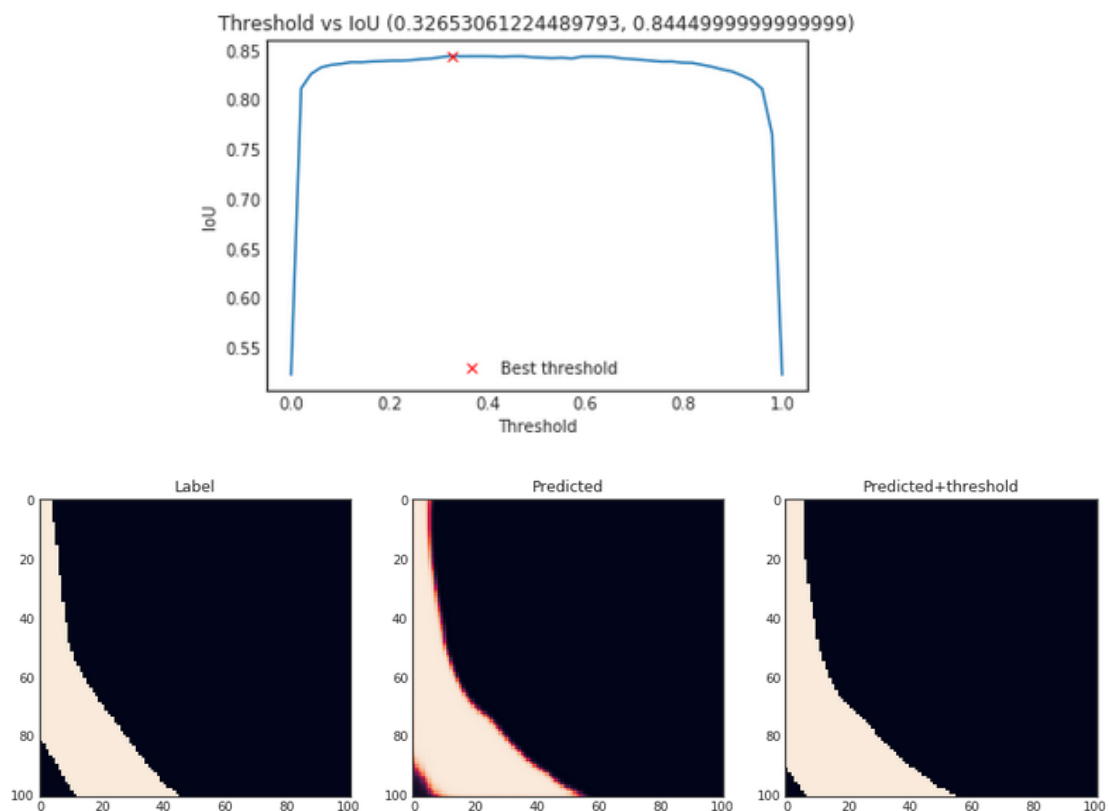 Threshold vs IoU (0.32653061224489793, 0.8444999999999999)
0.85
0.80
0.75
0.70
0.65
0.60
0.55
IoU
Best threshold
0.0 0.2 0.4 0.6 0.8 1.0
Threshold
Label Predicted Predicted+threshold
0 0 0
20 20 20
40 40 40
60 60 60
80 80 80
100 100 100
0 20 40 60 80 100 0 20 40 60 80 100 0 20 40 60 80 100